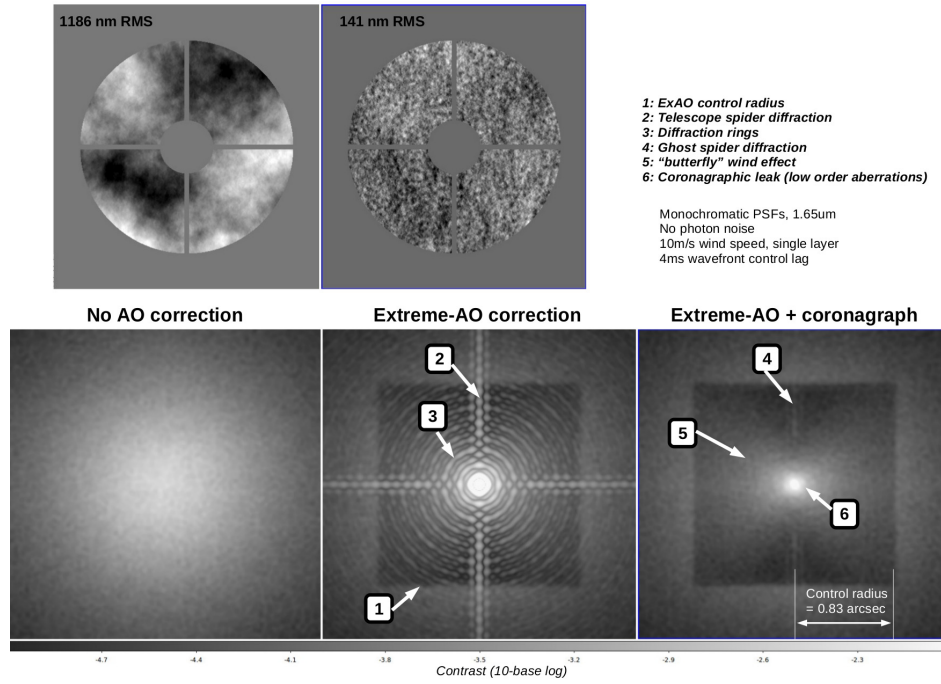 1186 nm RMS
141 nm RMS
1: ExAO control radius
2: Telescope spider diffraction
3: Diffraction rings
4: Ghost spider diffraction
5: “butterfly” wind effect
6: Coronagraphic leak (low order aberrations)
Monochromatic PSFs, 1.65um
No photon noise
10m/s wind speed, single layer
4ms wavefront control lag
No AO correction
Extreme-AO correction
Extreme-AO + coronagraph
2
3
1
4
5
6
Control radius
= 0.83 arcsec
-4.7 -4.4 -4.1 -3.8 -3.5 -3.2 -2.9 -2.6 -2.3
Contrast (10-base log)